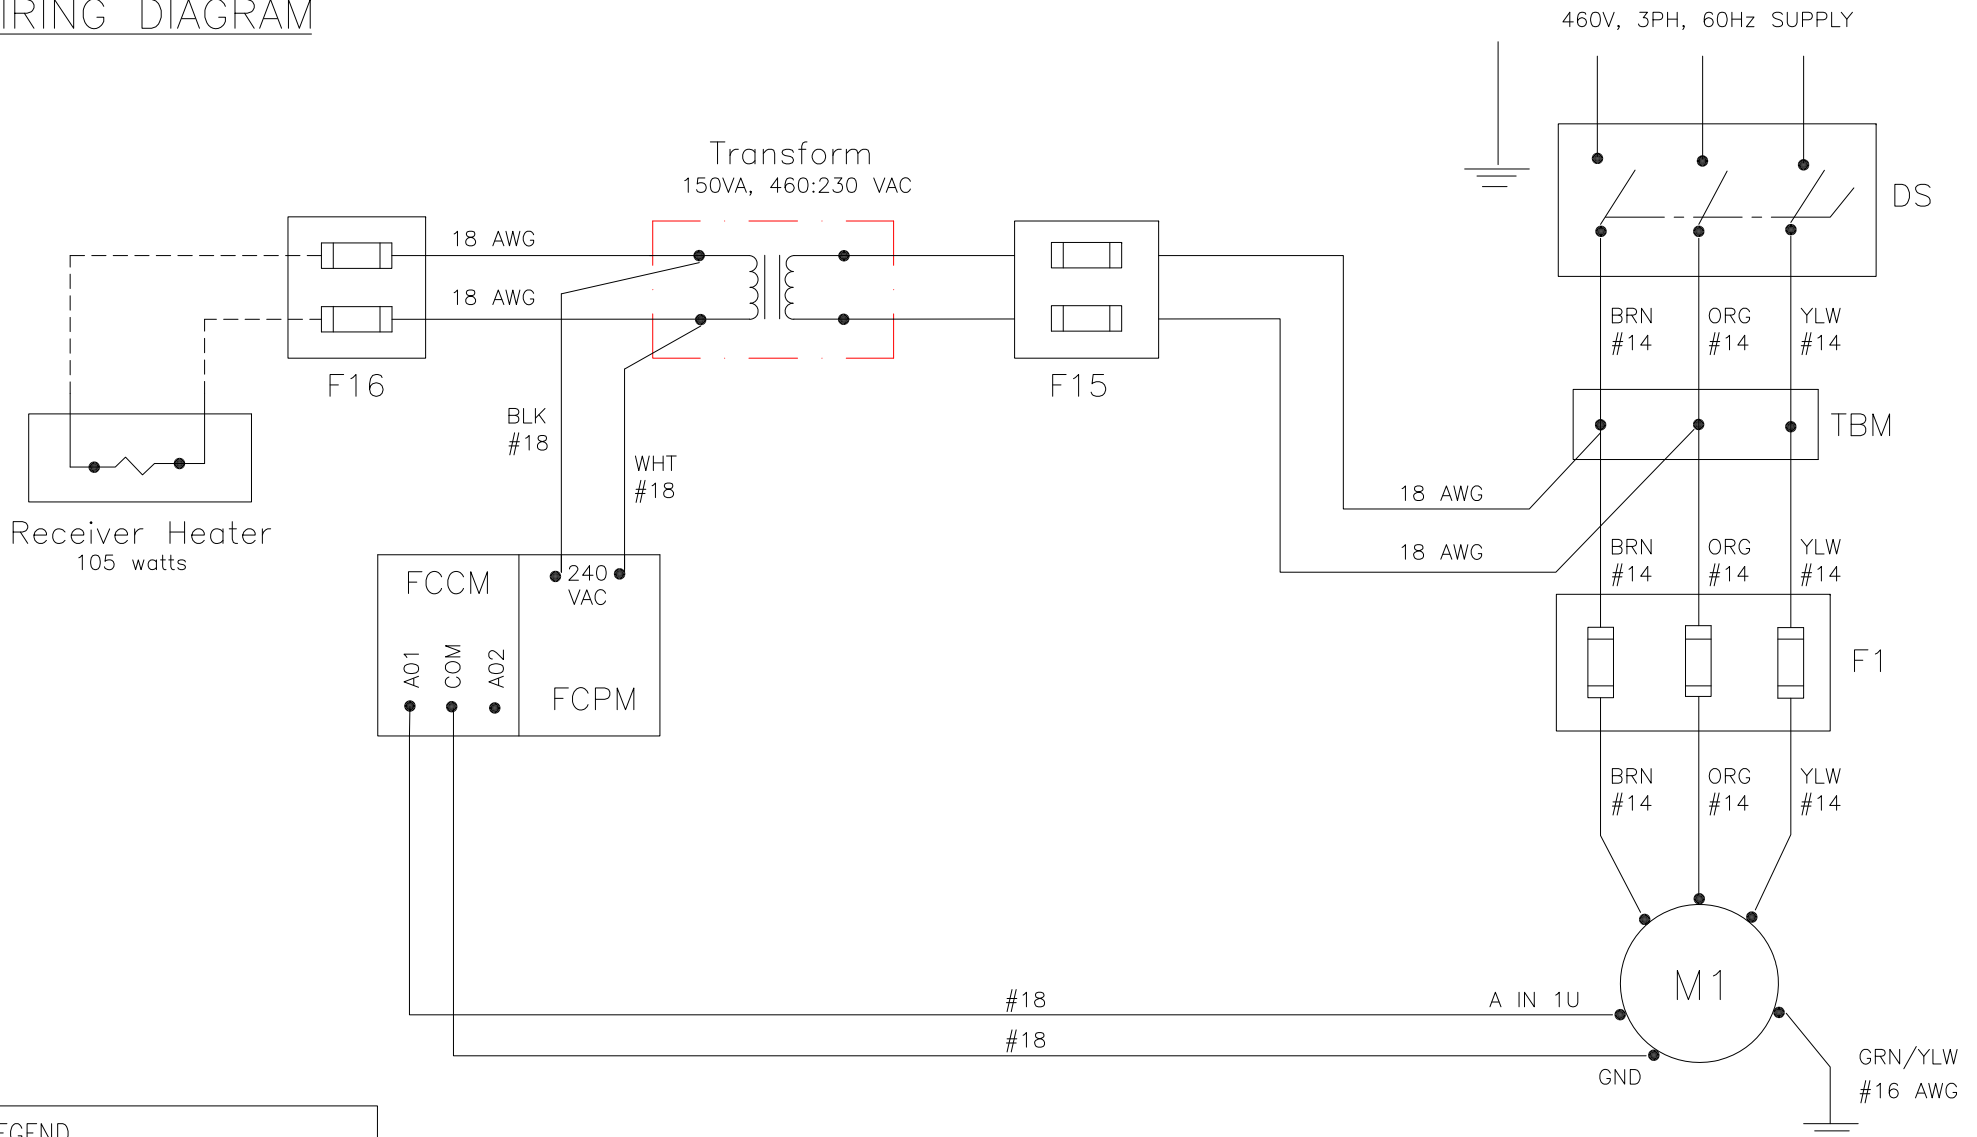 IRING DIAGRAM
460V, 3PH, 60Hz SUPPLY
Transform
150VA, 460:230 VAC
DS
18 AWG
18 AWG
BRN
#14
ORG
#14
YLW
#14
F16
F15
BLK
#18
TBM
WHT
#18
18 AWG
Receiver Heater
105 watts
18 AWG
BRN
#14
ORG
#14
YLW
#14
FCCM
240
VAC
A01
COM
A02
FCPM
F1
BRN
#14
ORG
#14
YLW
#14
M1
#18
A IN 1U
#18
GND
GRN/YLW
#16 AWG
EGEND